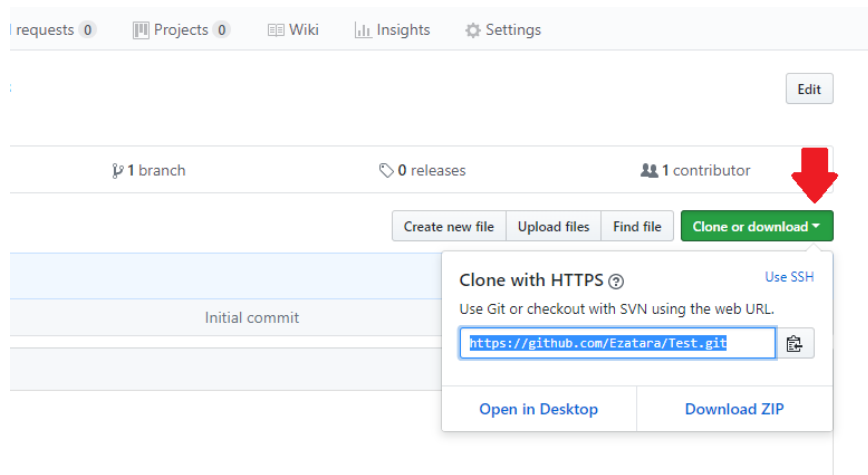 requests 0 Projects 0 Wiki Insights Settings
Edit
1 branch 0 releases 1 contributor
Create new file Upload files Find file Clone or download
Clone with HTTPS Use SSH
Use Git or checkout with SVN using the web URL.
Initial commit
https://github.com/Ezatara/Test.git
Open in Desktop Download ZIP